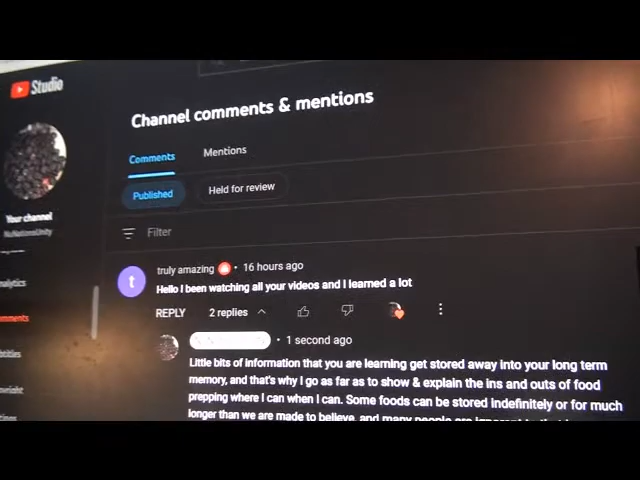 Studio
Channel comments & mentions
Comments
Mentions
Published
Held for review
Your channel
Filter
truly amazing • 16 hours ago
Hello I been watching all your videos and I learned a lot
REPLY 2 replies
• 1 second ago
Little bits of information that you are learning get stored away into your long term
memory, and that's why I go as far as to show & explain the ins and outs of food
prepping where I can when I can. Some foods can be stored indefinitely or for much
longer than we are made to believe, and many people are